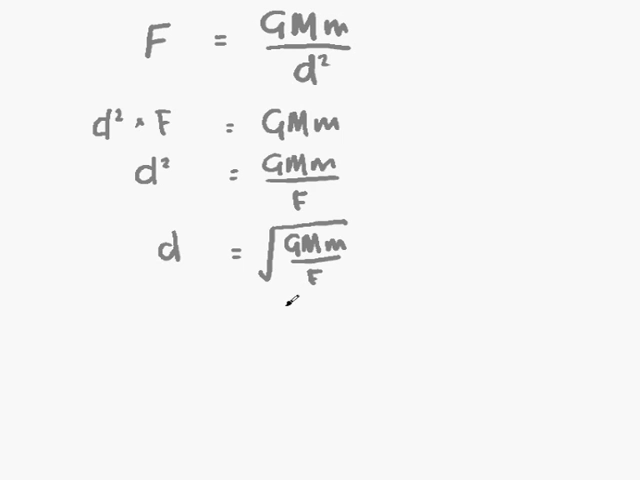 F = GMm/d²
d² × F = GMm
d² = GMm/F
d = √(GMm/F)